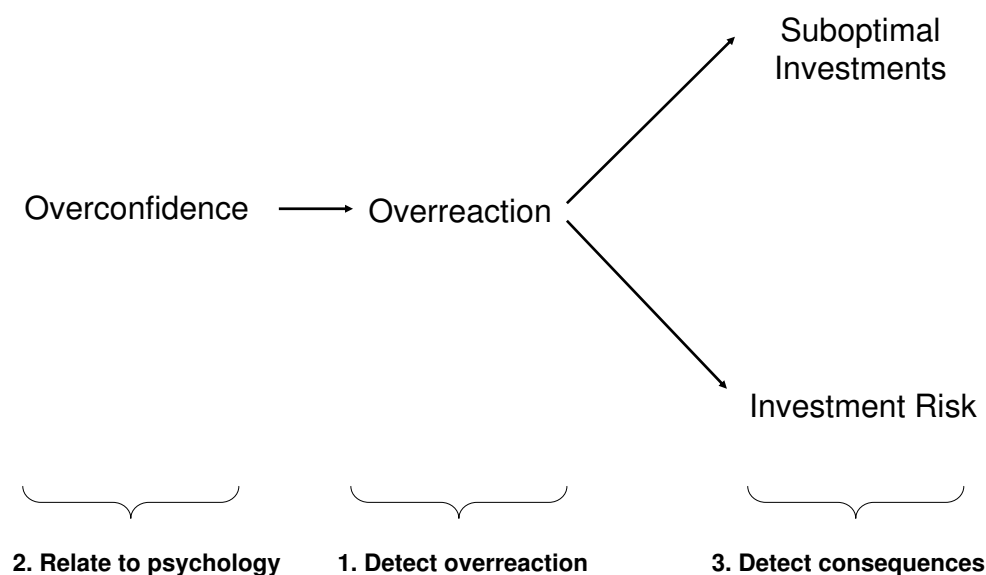 Suboptimal
Investments
Overconfidence
Overreaction
Investment Risk
2. Relate to psychology
1. Detect overreaction
3. Detect consequences